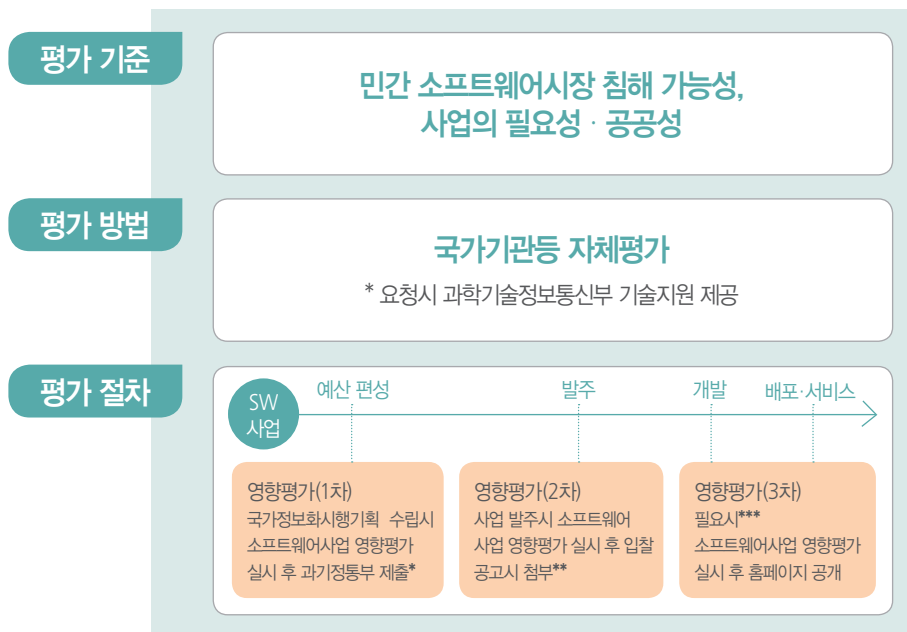 평가 기준
민간 소프트웨어시장 침해 가능성,
사업의 필요성 · 공공성
평가 방법
국가기관등 자체평가
* 요청시 과학기술정보통신부 기술지원 제공
평가 절차
SW
사업
예산 편성
발주
개발
배포·서비스
영향평가(1차)
국가정보화시행기획 수립시
소프트웨어사업 영향평가
실시 후 과기정통부 제출*
영향평가(2차)
사업 발주시 소프트웨어
사업 영향평가 실시 후 입찰
공고시 첨부**
영향평가(3차)
필요시***
소프트웨어사업 영향평가
실시 후 홈페이지 공개